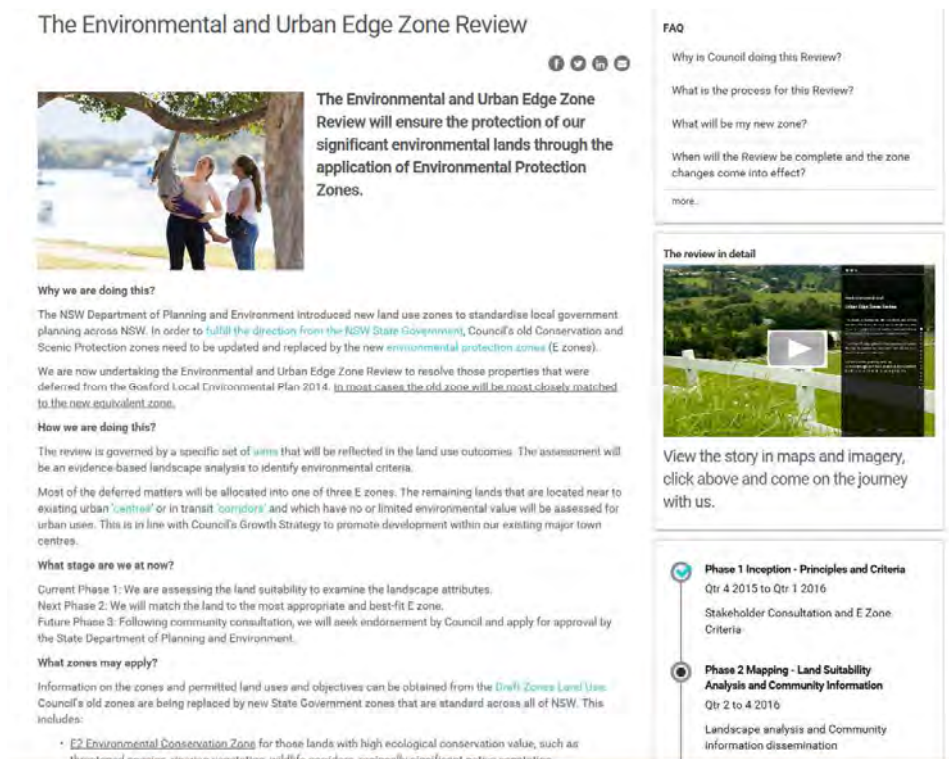 The Environmental and Urban Edge Zone Review
The Environmental and Urban Edge Zone
Review will ensure the protection of our
significant environmental lands through the
application of Environmental Protection
Zones.
Why we are doing this?
The NSW Department of Planning and Environment introduced new land use zones to standardise local government
planning across NSW. In order to fulfill the direction from the NSW State Government, Council's old Conservation and
Scenic Protection zones need to be updated and replaced by the new environmental protection zones (E zones).
We are now undertaking the Environmental and Urban Edge Zone Review to resolve those properties that were
deferred from the Gosford Local Environmental Plan 2014. In most cases the old zone will be most closely matched
to the new equivalent zone.
How we are doing this?
The review is governed by a specific set of aims that will be reflected in the land use outcomes. The assessment will
be an evidence-based landscape analysis to identify environmental criteria.
Most of the deferred matters will be allocated into one of three E zones. The remaining lands that are located near to
existing urban 'centres' or in transit 'corridors' and which have no or limited environmental value will be assessed for
urban uses. This is in line with Council's Growth Strategy to promote development within our existing major town
centres.
What stage are we at now?
Current Phase 1: We are assessing the land suitability to examine the landscape attributes.
Next Phase 2: We will match the land to the most appropriate and best-fit E zone.
Future Phase 3: Following community consultation, we will seek endorsement by Council and apply for approval by
the State Department of Planning and Environment.
What zones may apply?
Information on the zones and permitted land uses and objectives can be obtained from the Draft Zones Land Use.
Council's old zones are being replaced by new State Government zones that are standard across all of NSW. This
includes:
• E2 Environmental Conservation Zone for those lands with high ecological conservation value, such as
FAQ
Why is Council doing this Review?
What is the process for this Review?
What will be my new zone?
When will the Review be complete and the zone
changes come into effect?
more..
The review in detail
Urban Edge Zone Review
View the story in maps and imagery,
click above and come on the journey
with us.
Phase 1 Inception - Principles and Criteria
Qtr 4 2015 to Qtr 1 2016
Stakeholder Consultation and E Zone
Criteria
Phase 2 Mapping - Land Suitability
Analysis and Community Information
Qtr 2 to 4 2016
Landscape analysis and Community
information dissemination